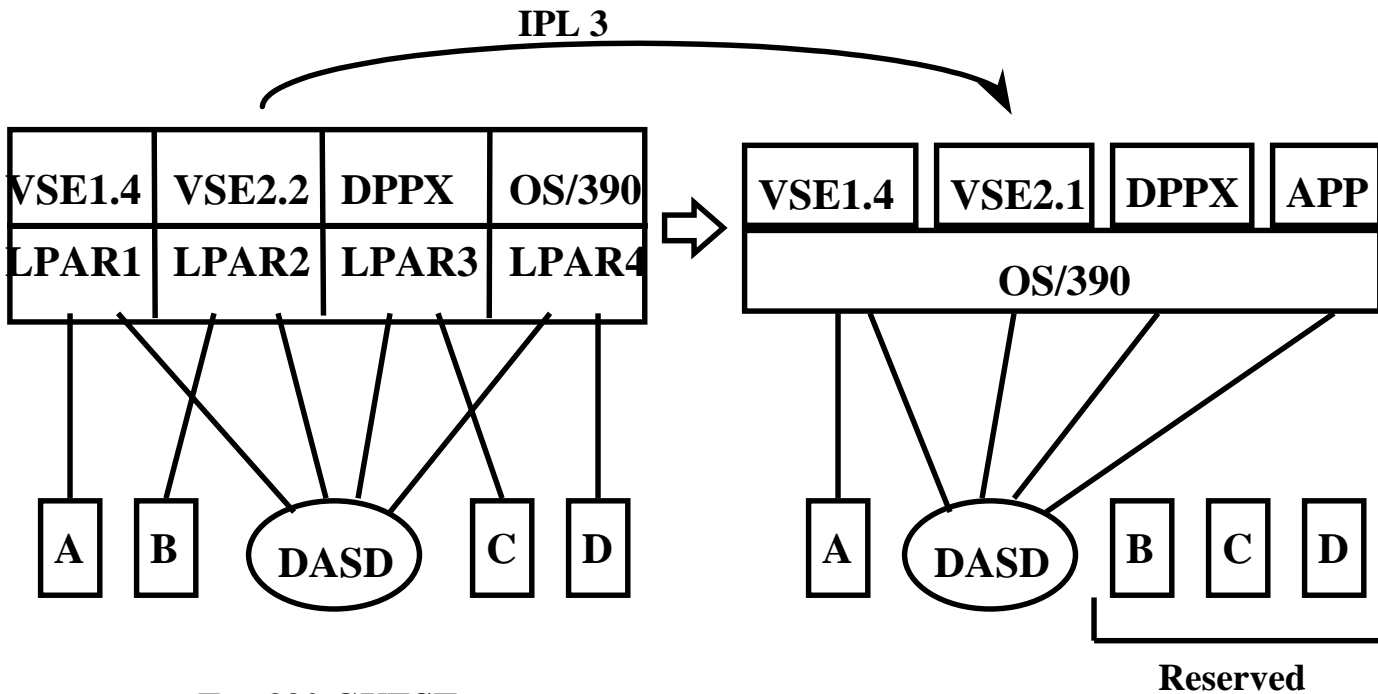 IPL 3
VSE1.4 VSE2.2 DPPX OS/390
LPAR1 LPAR2 LPAR3 LPAR4
A B DASD C D
VSE1.4 VSE2.1 DPPX APP
OS/390
A DASD B C D
Reserved